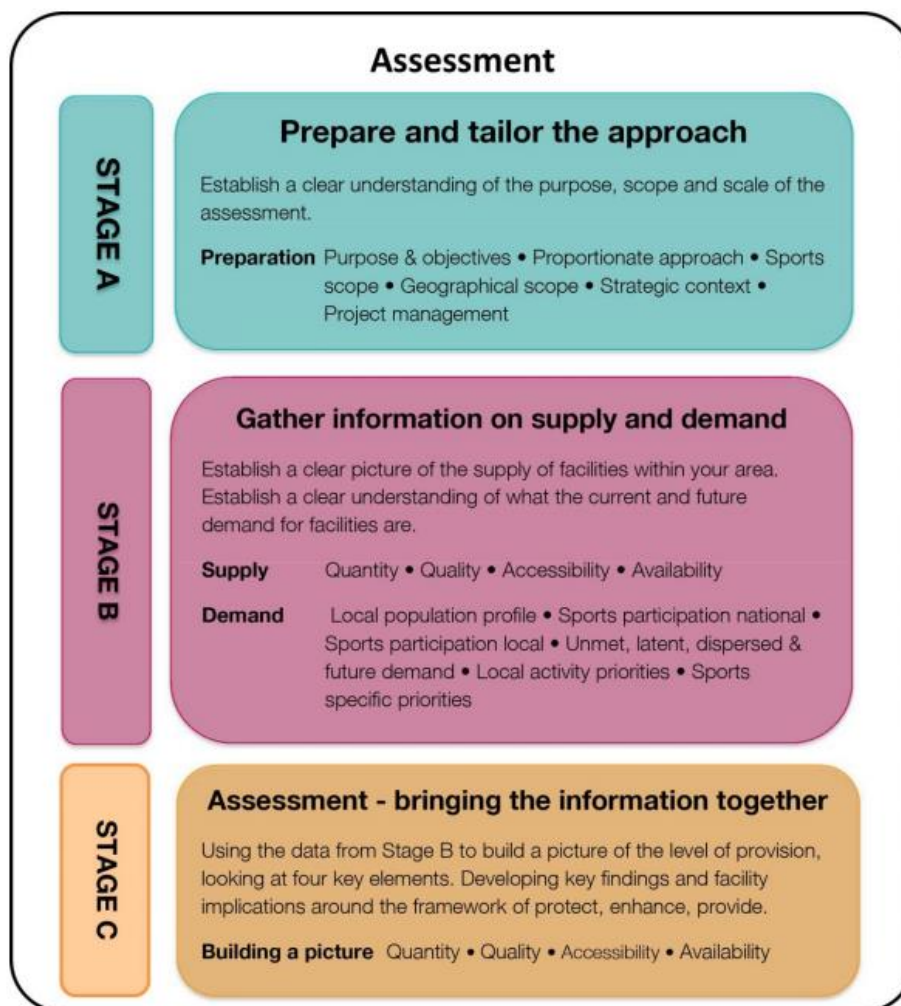 Assessment
STAGE A
Prepare and tailor the approach
Establish a clear understanding of the purpose, scope and scale of the
assessment.
Preparation Purpose & objectives • Proportionate approach • Sports
scope • Geographical scope • Strategic context •
Project management
STAGE B
Gather information on supply and demand
Establish a clear picture of the supply of facilities within your area.
Establish a clear understanding of what the current and future
demand for facilities are.
Supply Quantity • Quality • Accessibility • Availability
Demand Local population profile • Sports participation national •
Sports participation local • Unmet, latent, dispersed &
future demand • Local activity priorities • Sports
specific priorities
STAGE C
Assessment - bringing the information together
Using the data from Stage B to build a picture of the level of provision,
looking at four key elements. Developing key findings and facility
implications around the framework of protect, enhance, provide.
Building a picture Quantity • Quality • Accessibility • Availability